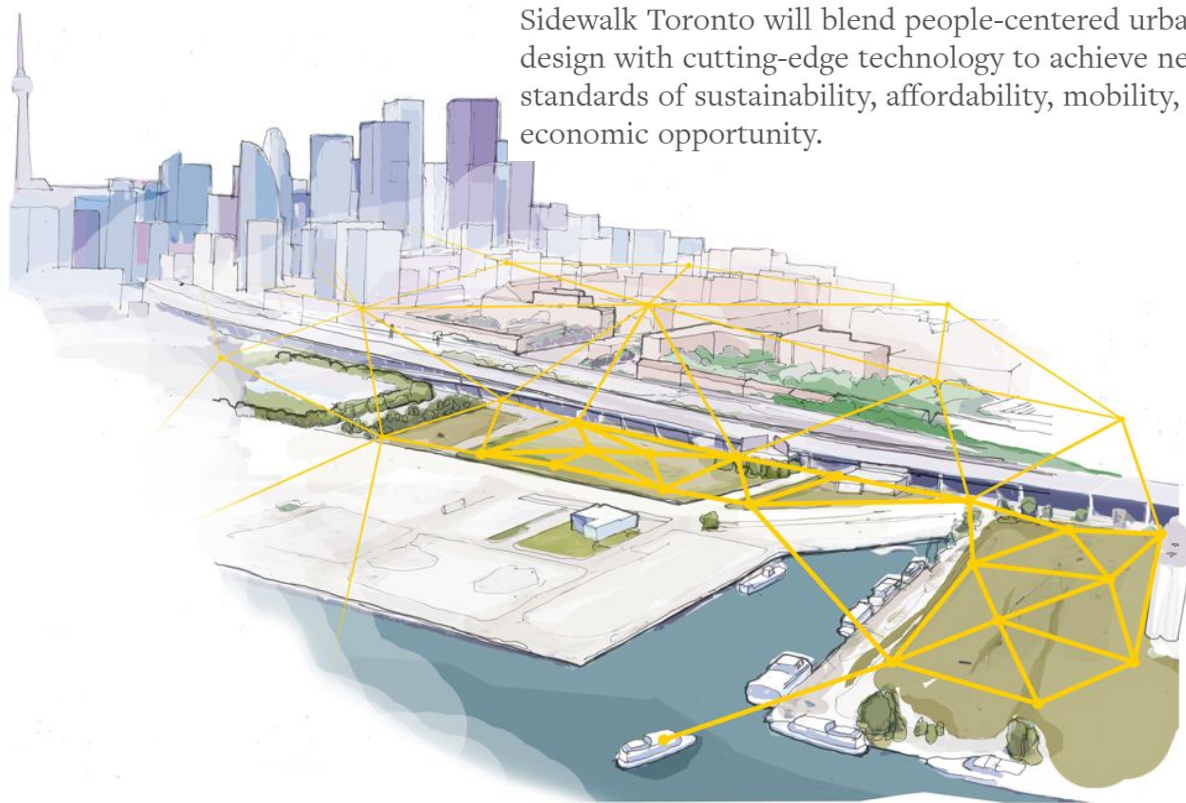 Sidewalk Toronto will blend people-centered urba
design with cutting-edge technology to achieve ne
standards of sustainability, affordability, mobility,
economic opportunity.